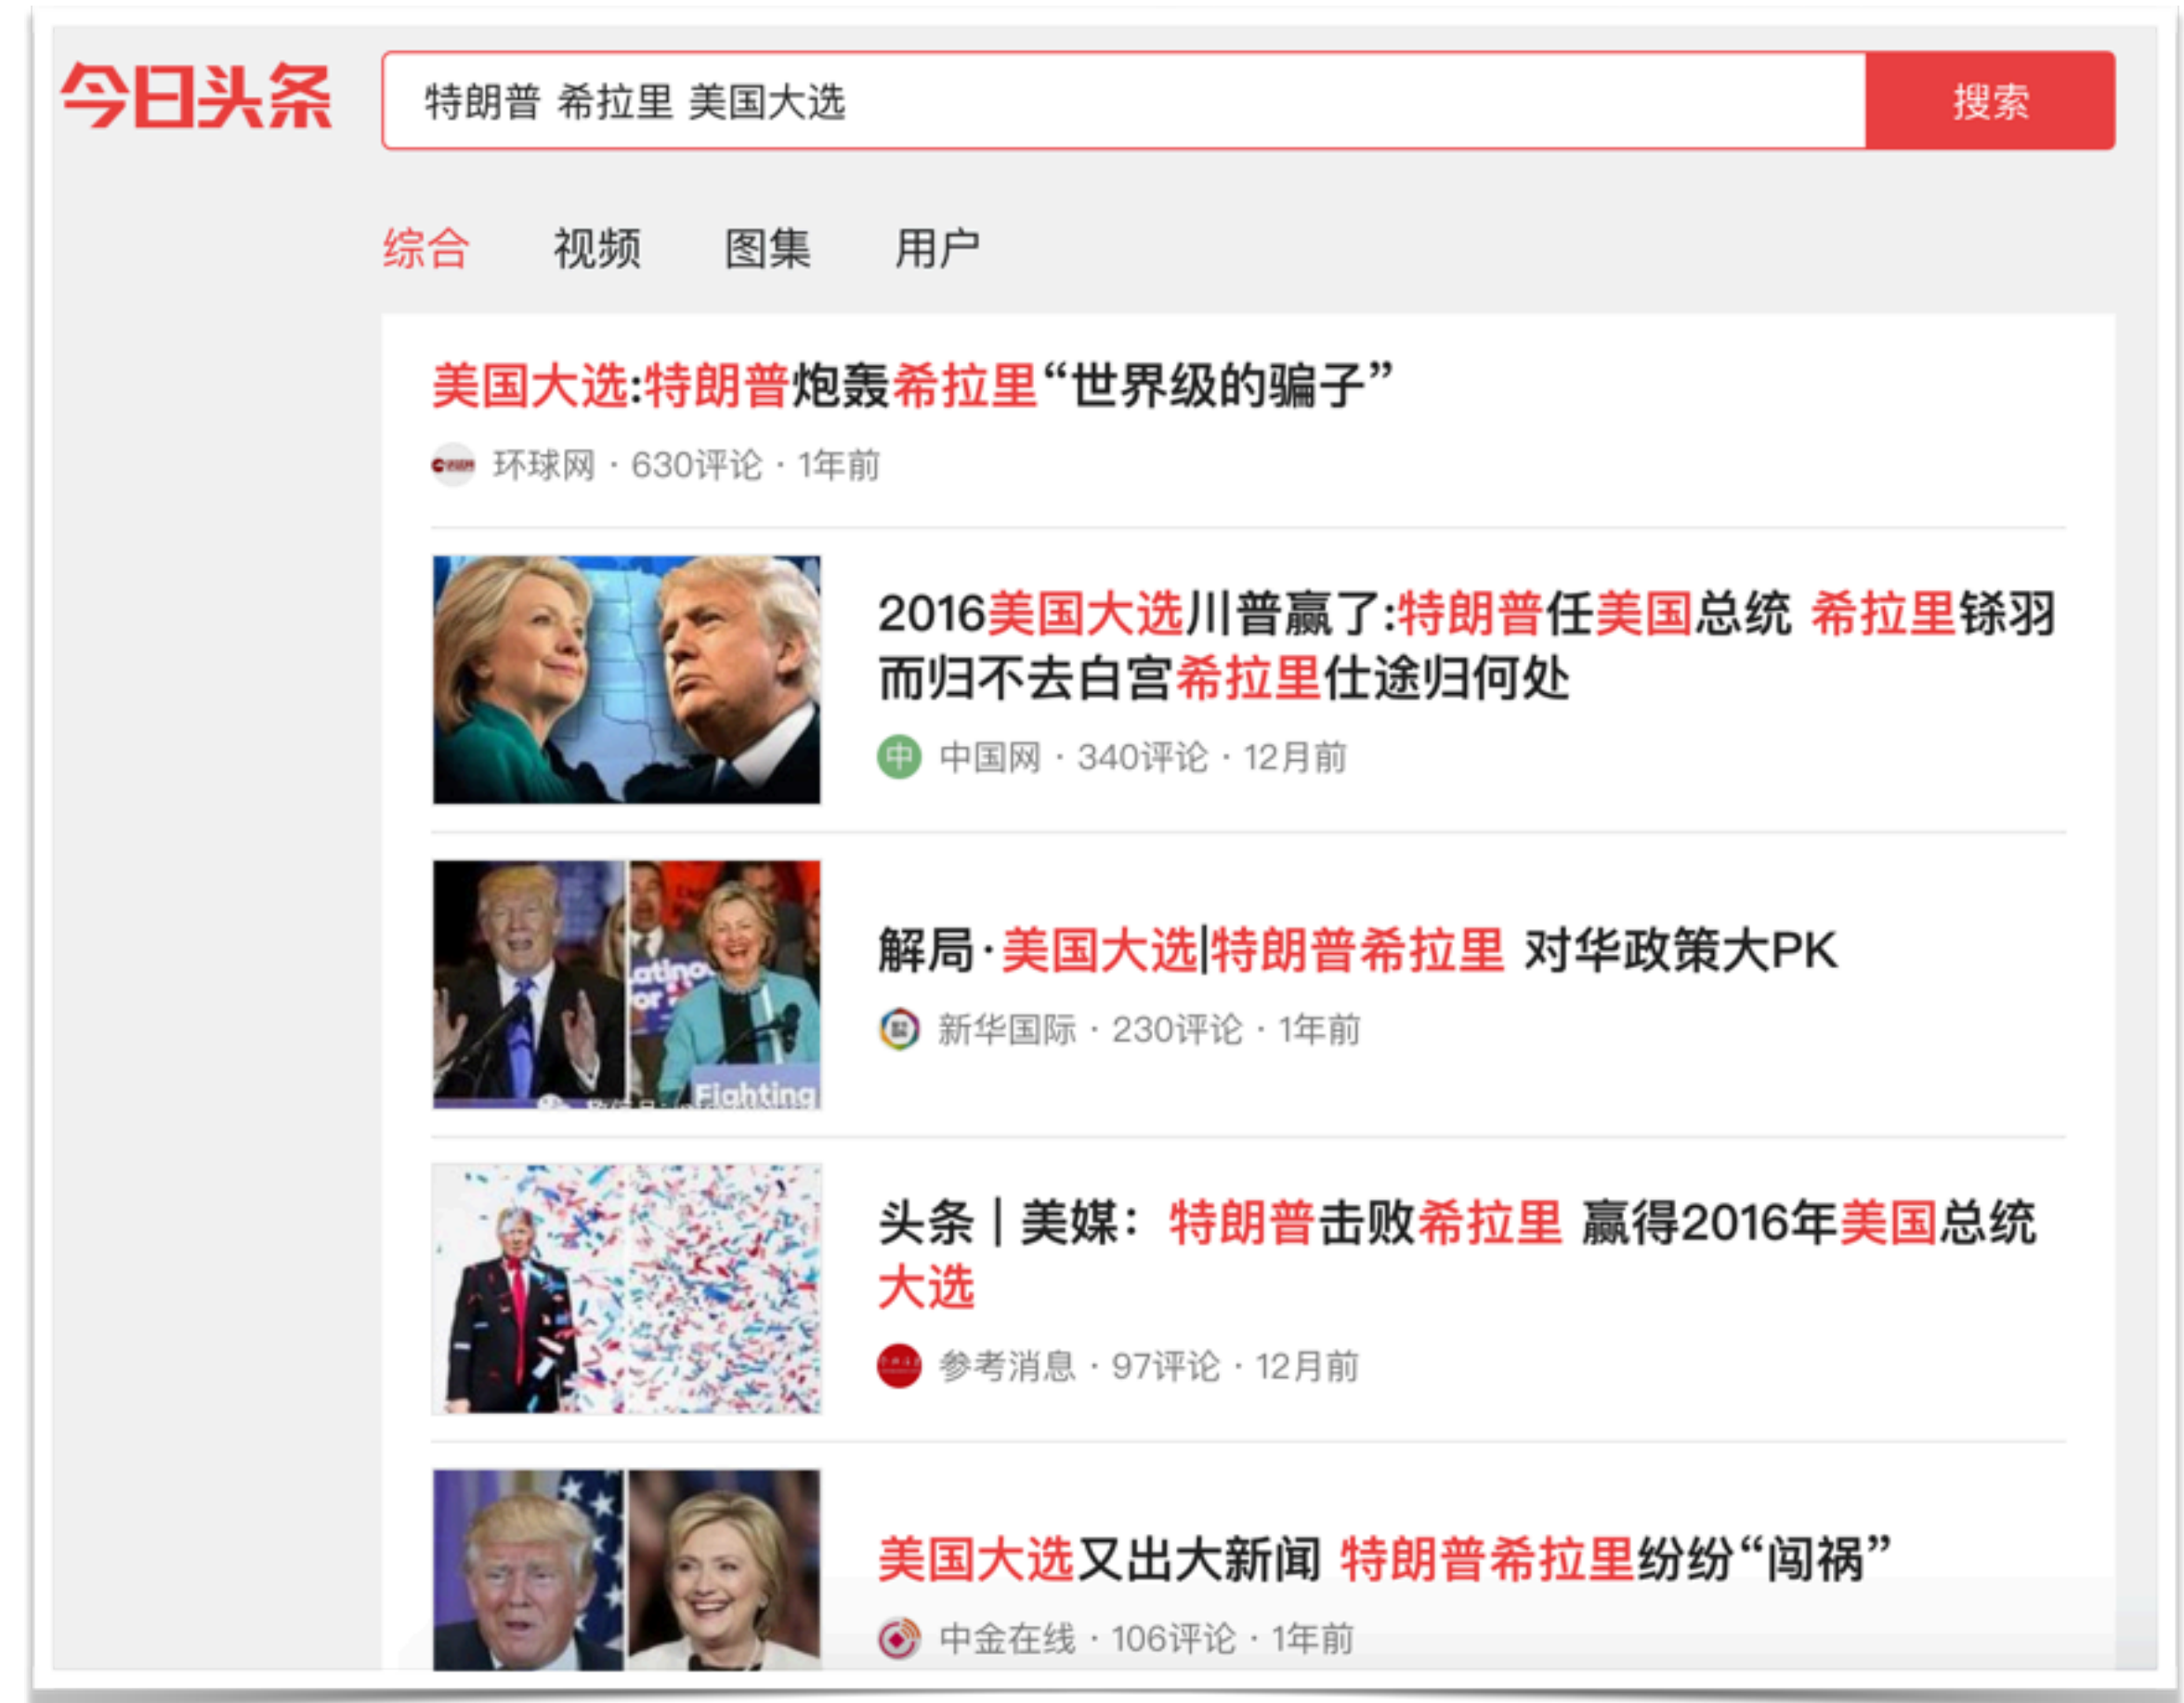 今日头条
特朗普 希拉里 美国大选
搜索
综合 视频 图集 用户
美国大选:特朗普炮轰希拉里“世界级的骗子”
环球网 · 630评论 · 1年前
2016美国大选川普赢了:特朗普任美国总统 希拉里铩羽
而归不去白宫希拉里仕途归何处
中 中国网 · 340评论 · 12月前
atino
or
Fighting
解局·美国大选|特朗普希拉里 对华政策大PK
新华国际 · 230评论 · 1年前
头条 | 美媒：特朗普击败希拉里 赢得2016年美国总统
大选
参考消息 · 97评论 · 12月前
美国大选又出大新闻 特朗普希拉里纷纷“闯祸”
中金在线 · 106评论 · 1年前